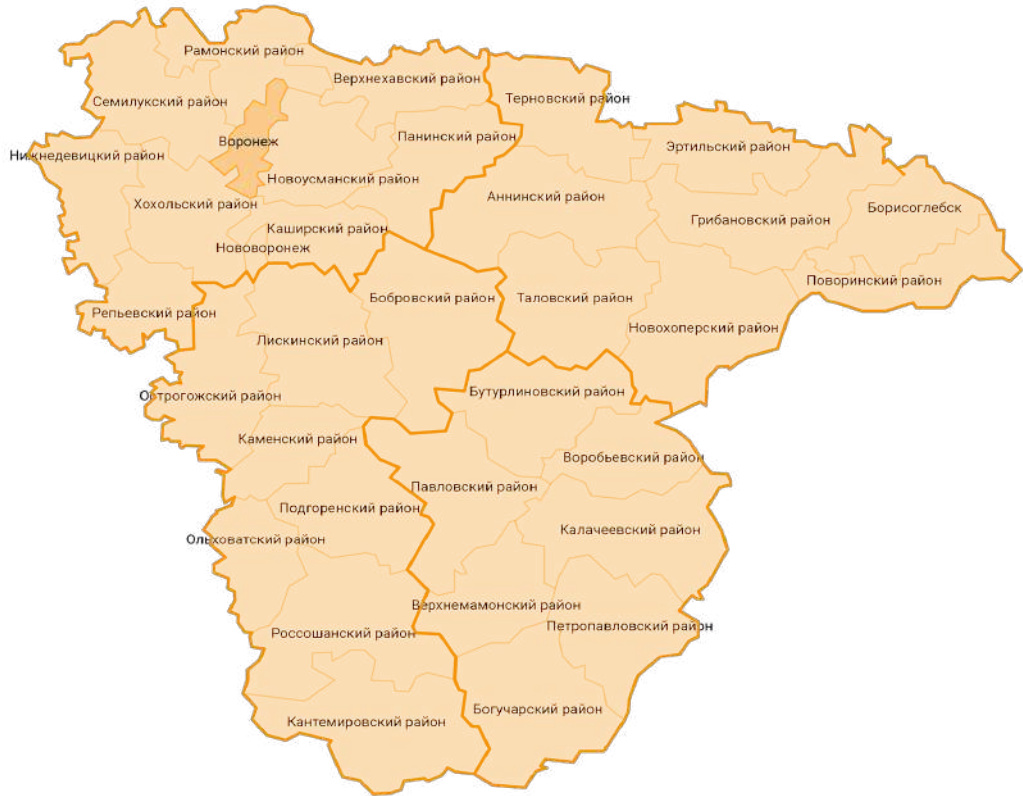 Рамонский район
Верхнехавский район
Семилукский район
Терновский район
Воронеж
Панинский район
Эртильский район
Нижнедевицкий район
Новоусманский район
Аннинский район
Хохольский район
Борисоглебск
Грибановский район
Каширский район
Нововоронеж
Поворинский район
Бобровский район
Таловский район
Репьевский район
Новохоперский район
Лискинский район
Бутурлиновский район
Острогожский район
Каменский район
Воробьевский район
Павловский район
Подгоренский район
Калачеевский район
Ольховатский район
Верхнемамонский район
Петропавловский район
Россошанский район
Богучарский район
Кантемировский район